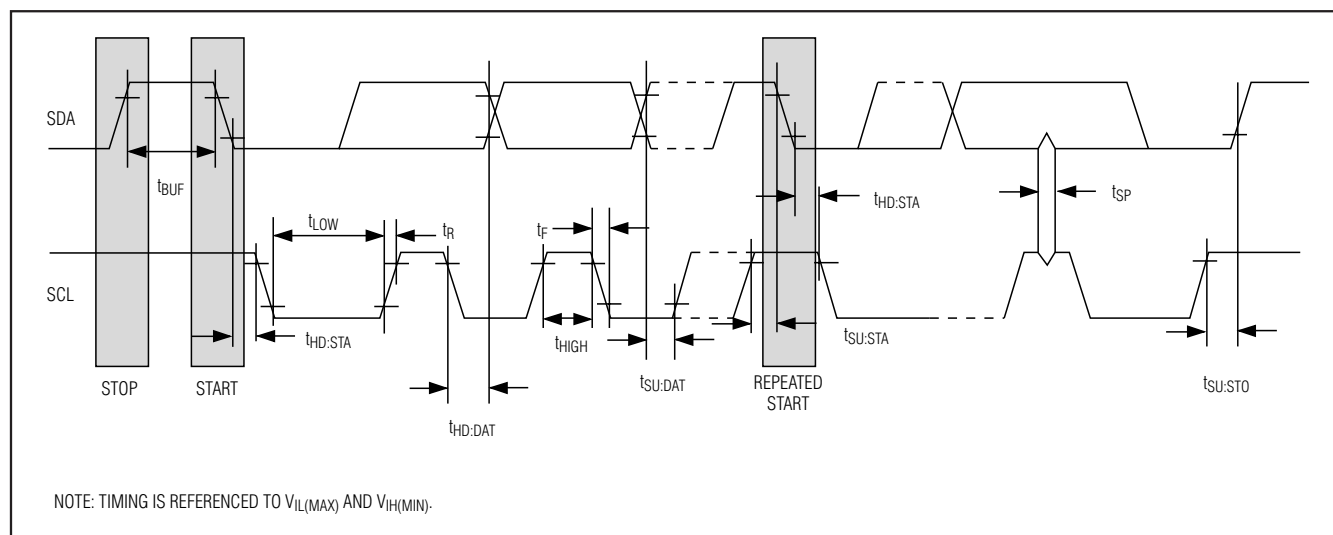 SDA
tBUF
tLOW
tR
tF
tHD:STA
tSP
SCL
tHD:STA
tHIGH
tSU:DAT
tSU:STA
tSU:STO
tHD:DAT
STOP
START
REPEATED
START
NOTE: TIMING IS REFERENCED TO VIL(MAX) AND VIH(MIN).